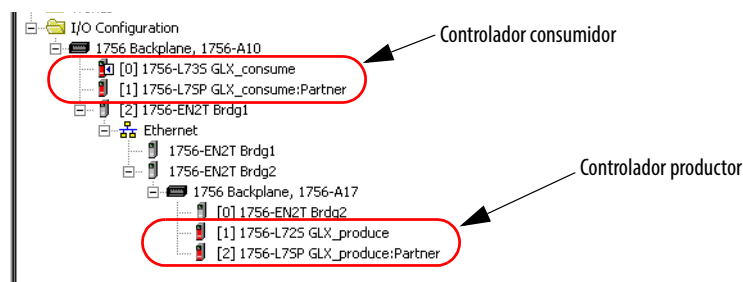 I/O Configuration
Controlador consumidor
1756 Backplane, 1756-A10
[0] 1756-L73S GLX_consume
[1] 1756-L7SP GLX_consume:Partner
[2] 1756-EN2T Brdg1
Ethernet
1756-EN2T Brdg1
1756-EN2T Brdg2
Controlador productor
1756 Backplane, 1756-A17
[0] 1756-EN2T Brdg2
[1] 1756-L72S GLX_produce
[2] 1756-L7SP GLX_produce:Partner